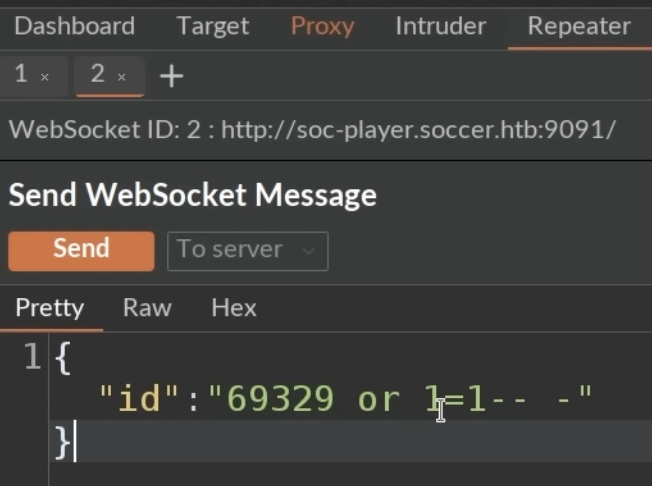 Dashboard Target Proxy Intruder Repeater
1 × 2 × +
WebSocket ID: 2 : http://soc-player.soccer.htb:9091/
Send WebSocket Message
Send To server
Pretty Raw Hex
1 {
"id":"69329 or 1=1-- -"
}